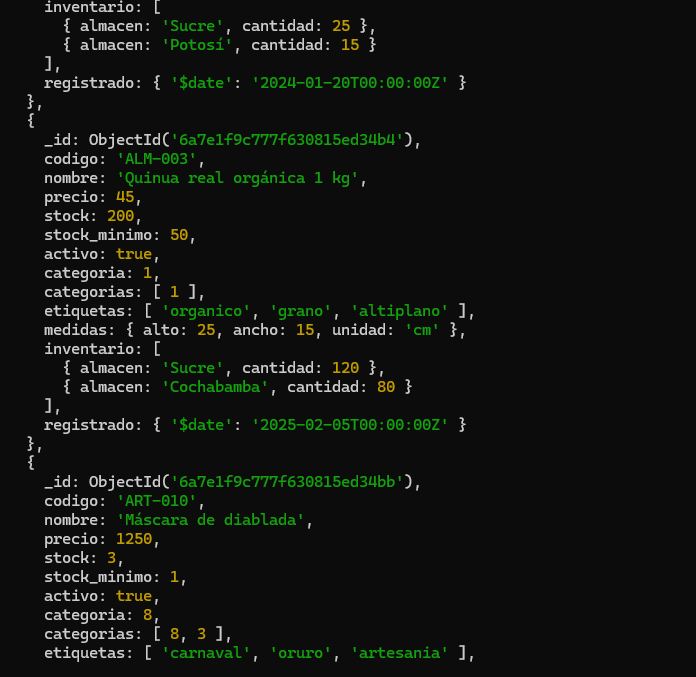 inventario: [
{ almacen: 'Sucre', cantidad: 25 },
{ almacen: 'Potosí', cantidad: 15 }
],
registrado: { '$date': '2024-01-20T00:00:00Z' }
},
{
_id: ObjectId('6a7e1f9c777f630815ed34b4'),
codigo: 'ALM-003',
nombre: 'Quinua real orgánica 1 kg',
precio: 45,
stock: 200,
stock_minimo: 50,
activo: true,
categoria: 1,
categorias: [ 1 ],
etiquetas: [ 'organico', 'grano', 'altiplano' ],
medidas: { alto: 25, ancho: 15, unidad: 'cm' },
inventario: [
{ almacen: 'Sucre', cantidad: 120 },
{ almacen: 'Cochabamba', cantidad: 80 }
],
registrado: { '$date': '2025-02-05T00:00:00Z' }
},
{
_id: ObjectId('6a7e1f9c777f630815ed34bb'),
codigo: 'ART-010',
nombre: 'Máscara de diablada',
precio: 1250,
stock: 3,
stock_minimo: 1,
activo: true,
categoria: 8,
categorias: [ 8, 3 ],
etiquetas: [ 'carnaval', 'oruro', 'artesania' ],